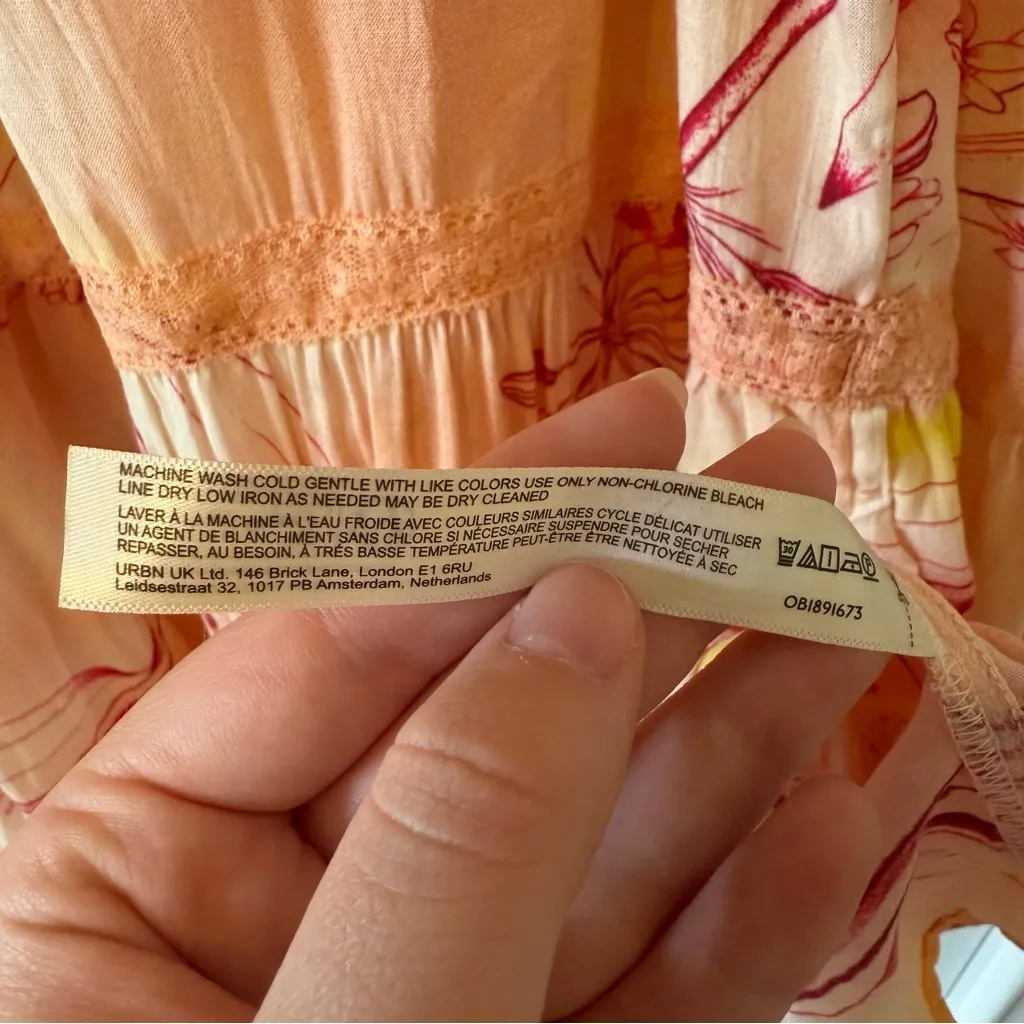 MACHINE WASH COLD GENTLE WITH LIKE COLORS USE ONLY NON-CHLORINE BLEACH
LINE DRY LOW IRON AS NEEDED MAY BE DRY CLEANED
LAVER À LA MACHINE À L'EAU FROIDE AVEC COULEURS SIMILAIRES CYCLE DÉLICAT UTILISER
UN AGENT DE BLANCHIMENT SANS CHLORE SI NÉCESSAIRE SUSPENDRE POUR SECHER
REPASSER, AU BESOIN, À TRÉS BASSE TEMPÉRATURE PEUT-ÊTRE ÊTRE NETTOYÉE À SEC
URBN UK Ltd. 146 Brick Lane, London E1 6RU
Leidsestraat 32, 1017 PB Amsterdam, Netherlands
30 P
OB1891673